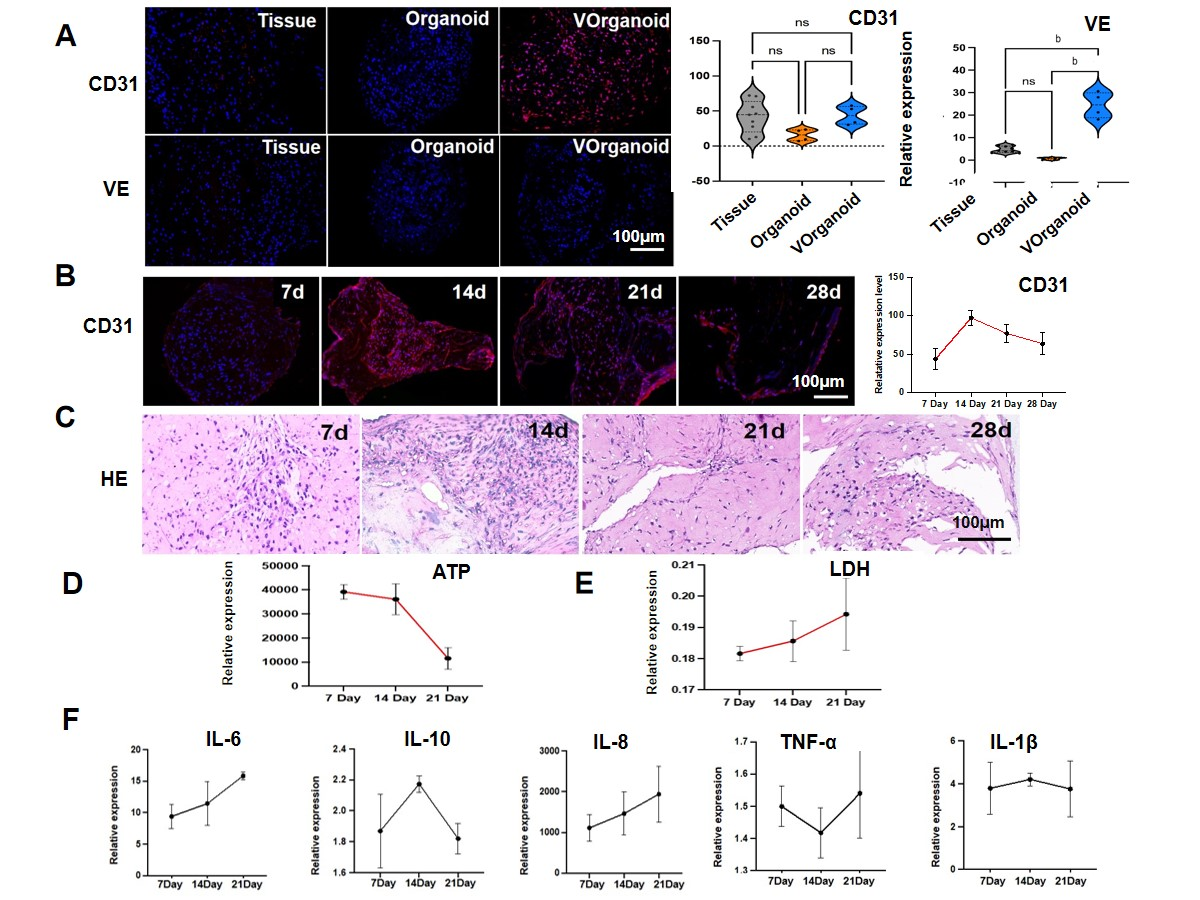 A
CD31
Tissue
Organoid
VOrganoid
VE
Tissue
Organoid
VOrganoid
100μm
CD31
ns
ns
ns
150
100
50
0
-50
Tissue
Organoid
VOrganoid
VE
Relative expression
b
b
ns
50
40
30
20
10
0
-10
Tissue
Organoid
VOrganoid
B
CD31
7d
14d
21d
28d
100μm
CD31
Relatative expression level
150
100
50
0
7 Day
14 Day
21 Day
28 Day
C
HE
7d
14d
21d
28d
100μm
D
ATP
Relative expression
50000
40000
30000
20000
10000
0
7 Day
14 Day
21 Day
E
LDH
Relative expression
0.21
0.20
0.19
0.18
0.17
7 Day
14 Day
21 Day
F
IL-6
Relative expression
20
15
10
5
0
7Day
14Day
21Day
IL-10
Relative expression
2.4
2.2
2.0
1.8
1.6
7Day
14Day
21Day
IL-8
Relative expression
3000
2000
1000
0
7Day
14Day
21Day
TNF-α
Relative expression
1.7
1.6
1.5
1.4
1.3
7Day
14Day
21Day
IL-1β
Relative expression
6
4
2
0
7Day
14Day
21Day